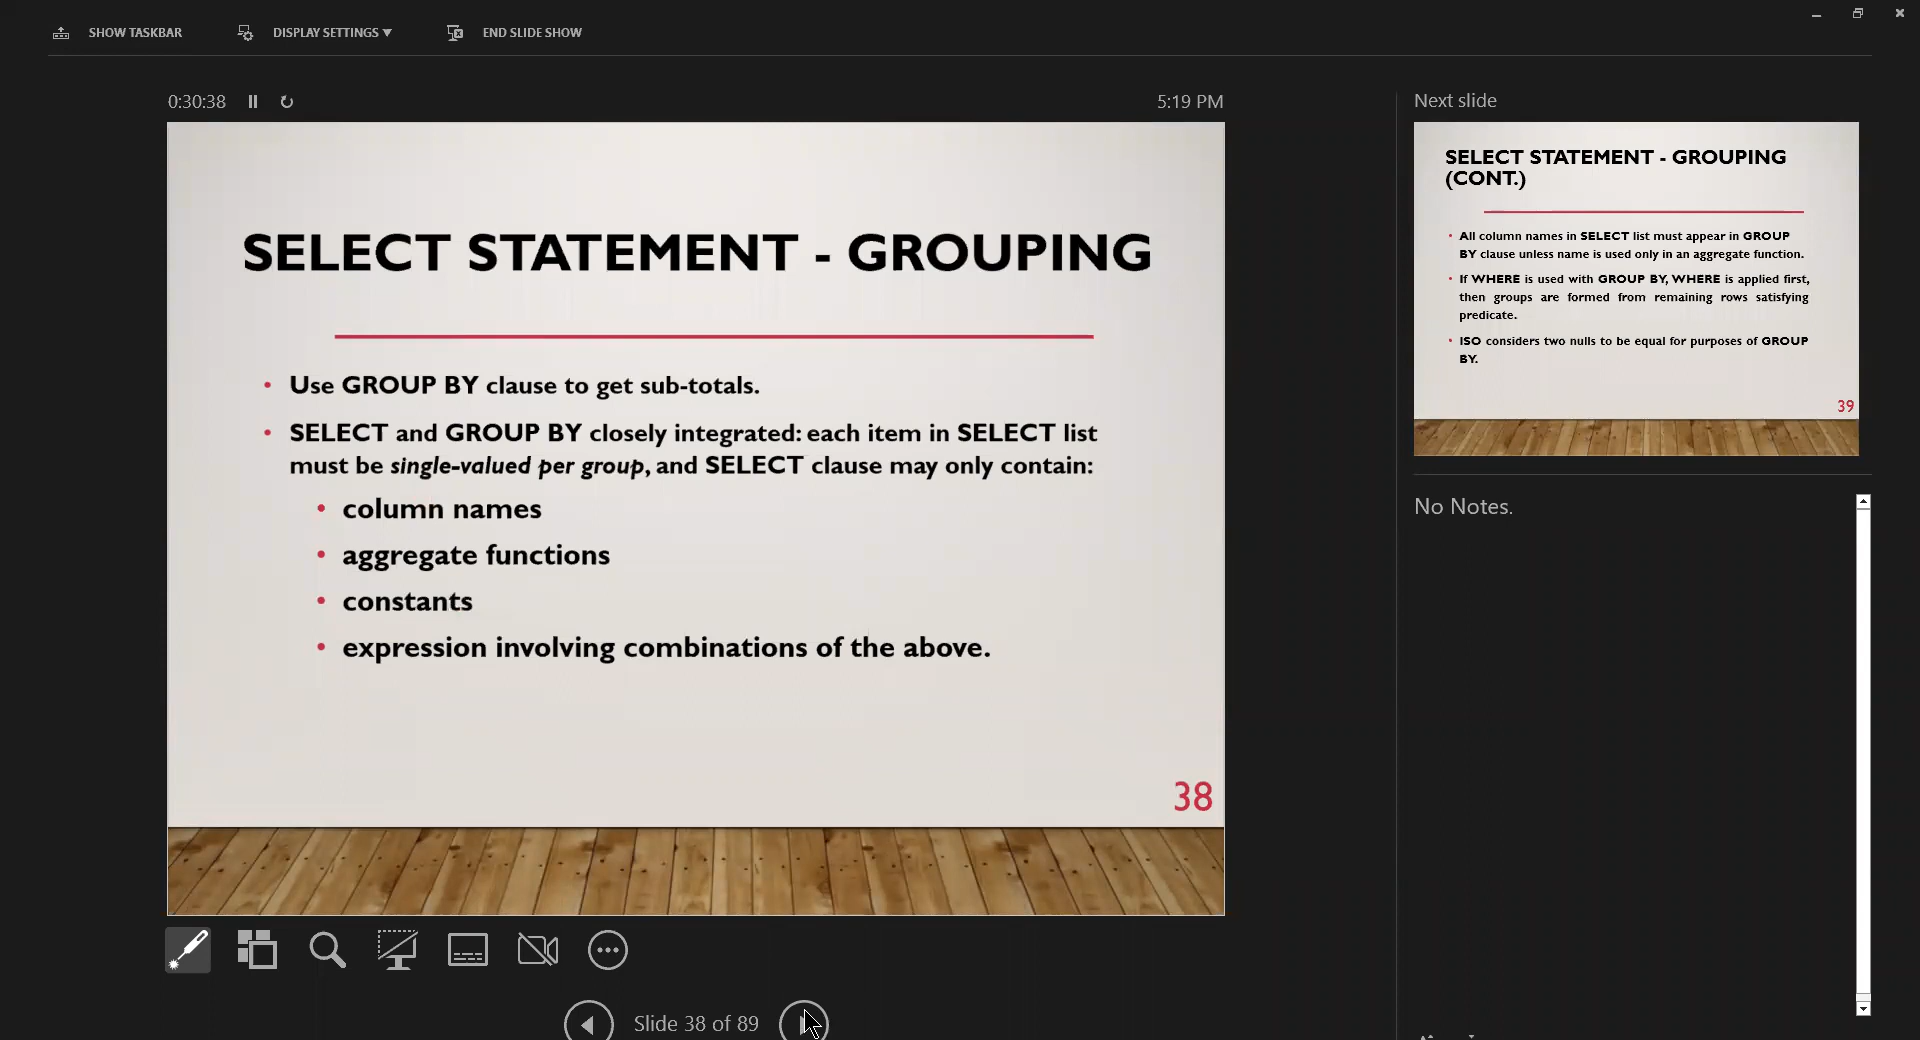 SHOW TASKBAR
DISPLAY SETTINGS ▼
END SLIDE SHOW
0:30:38
5:19 PM
SELECT STATEMENT - GROUPING
• Use GROUP BY clause to get sub-totals.
• SELECT and GROUP BY closely integrated: each item in SELECT list
must be single-valued per group, and SELECT clause may only contain:
• column names
• aggregate functions
• constants
• expression involving combinations of the above.
38
Slide 38 of 89
Next slide
SELECT STATEMENT - GROUPING
(CONT.)
• All column names in SELECT list must appear in GROUP
BY clause unless name is used only in an aggregate function.
• If WHERE is used with GROUP BY, WHERE is applied first,
then groups are formed from remaining rows satisfying
predicate.
• ISO considers two nulls to be equal for purposes of GROUP
BY.
39
No Notes.